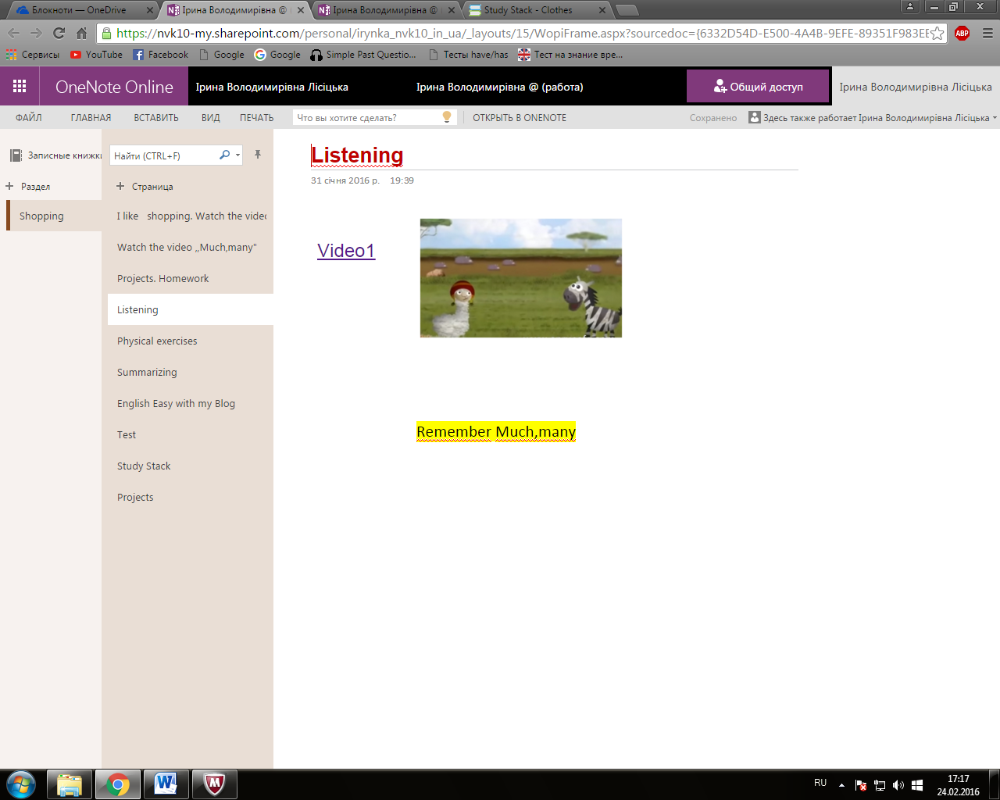 Блокноти — OneDrive
Ірина Володимирівна @
Ірина Володимирівна @
Study Stack - Clothes
https://nvk10-my.sharepoint.com/personal/irynka_nvk10_in_ua/_layouts/15/WopiFrame.aspx?sourcedoc={6332D54D-E500-4A4B-9EFE-89351F983EE
ABP
Сервисы
YouTube
Facebook
Google
Google
Simple Past Questio...
Тесты have/has
Тест на знание вре...
OneNote Online
Ірина Володимирівна Лісіцька
Ірина Володимирівна @ (работа)
Общий доступ
Ірина Володимирівна Лісіцька
ФАЙЛ
ГЛАВНАЯ
ВСТАВИТЬ
ВИД
ПЕЧАТЬ
Что вы хотите сделать?
ОТКРЫТЬ В ONENOTE
Сохранено
Здесь также работает Ірина Володимирівна Лісіцька
Записные книжки
Найти (CTRL+F)
Раздел
Страница
Shopping
I like shopping. Watch the video
Watch the video „Much,many"
Projects. Homework
Listening
Physical exercises
Summarizing
English Easy with my Blog
Test
Study Stack
Projects
Listening
31 січня 2016 р. 19:39
Video1
Remember Much,many
RU
17:17
24.02.2016